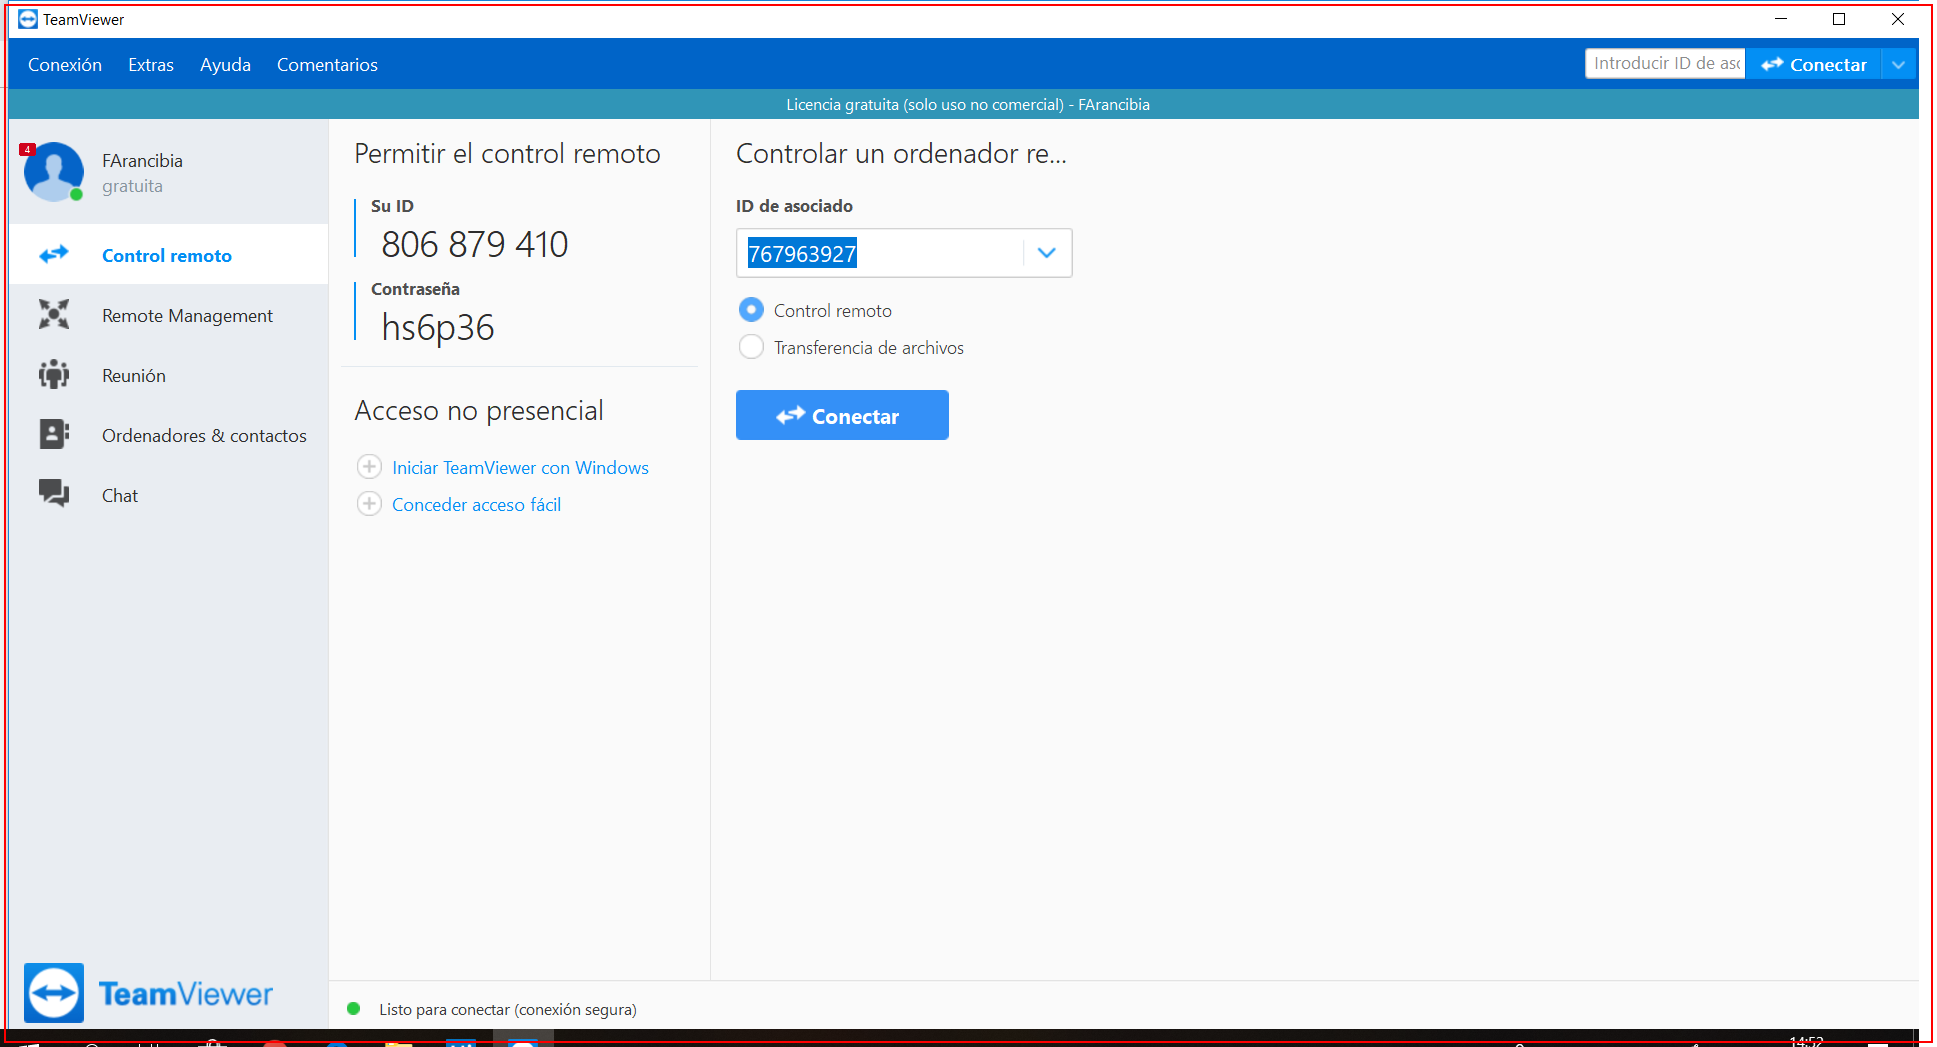 TeamViewer
Conexión Extras Ayuda Comentarios
Introducir ID de aso
Conectar
Licencia gratuita (solo uso no comercial) - FArancibia
4
FArancibia
gratuita
Control remoto
Remote Management
Reunión
Ordenadores & contactos
Chat
TeamViewer
Permitir el control remoto
Su ID
806 879 410
Contraseña
hs6p36
Acceso no presencial
Iniciar TeamViewer con Windows
Conceder acceso fácil
Controlar un ordenador re...
ID de asociado
767963927
Control remoto
Transferencia de archivos
Conectar
Listo para conectar (conexión segura)
14:52